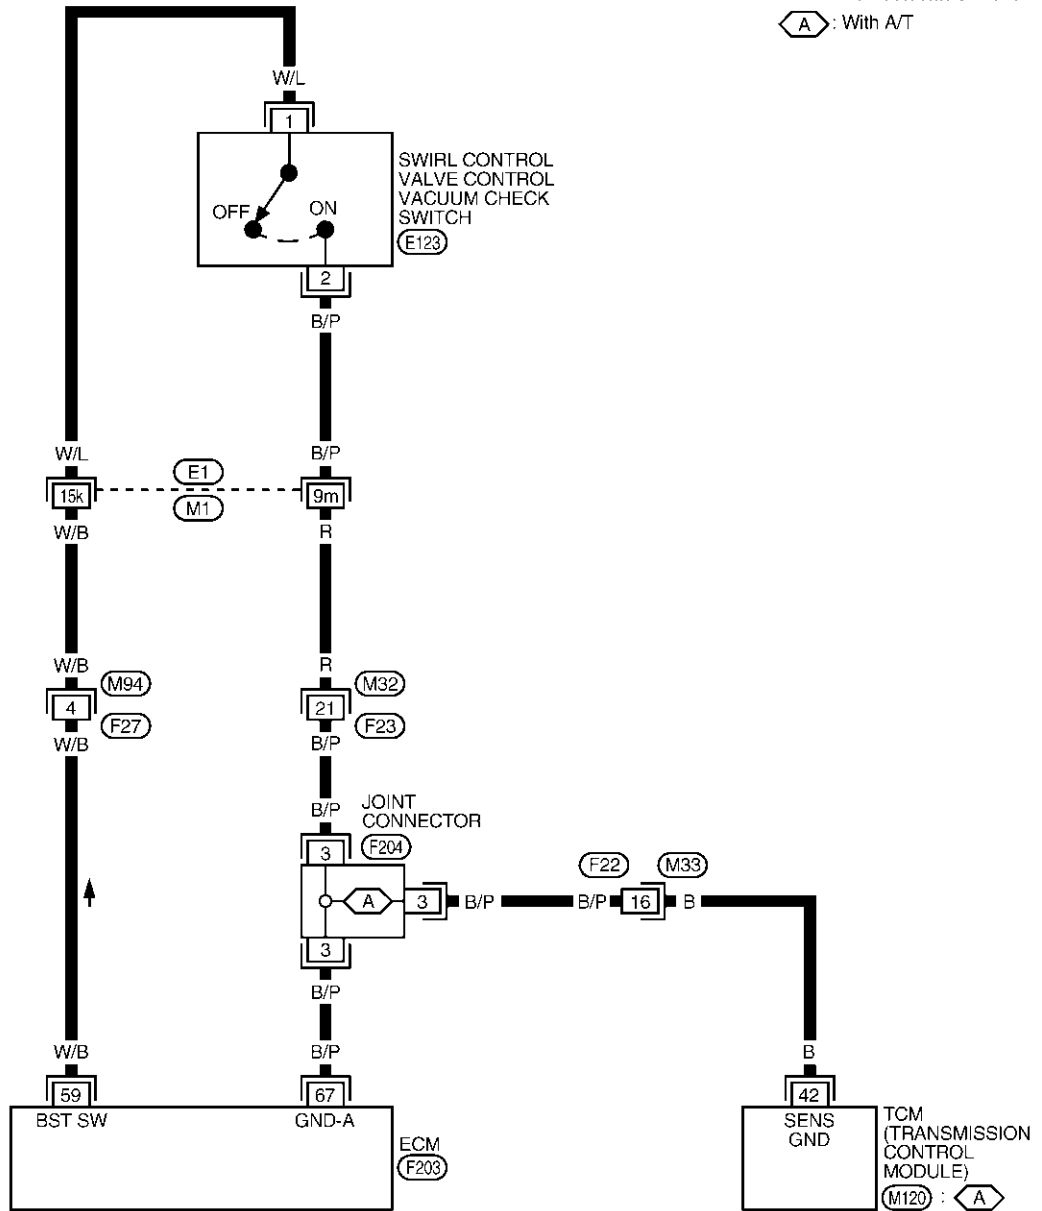 A : With A/T
W/L
1
SWIRL CONTROL
VALVE CONTROL
VACUUM CHECK
SWITCH
E123
OFF
ON
2
B/P
W/L
B/P
E1
15k
9m
M1
W/B
R
W/B
R
M94
M32
4
21
F27
F23
W/B
B/P
B/P
JOINT
CONNECTOR
F204
3
A
3
B/P
B/P
F22
16
M33
B
3
B/P
W/B
B/P
B
59
67
42
BST SW
GND-A
ECM
F203
SENS
GND
TCM
(TRANSMISSION
CONTROL
MODULE)
M120 : A